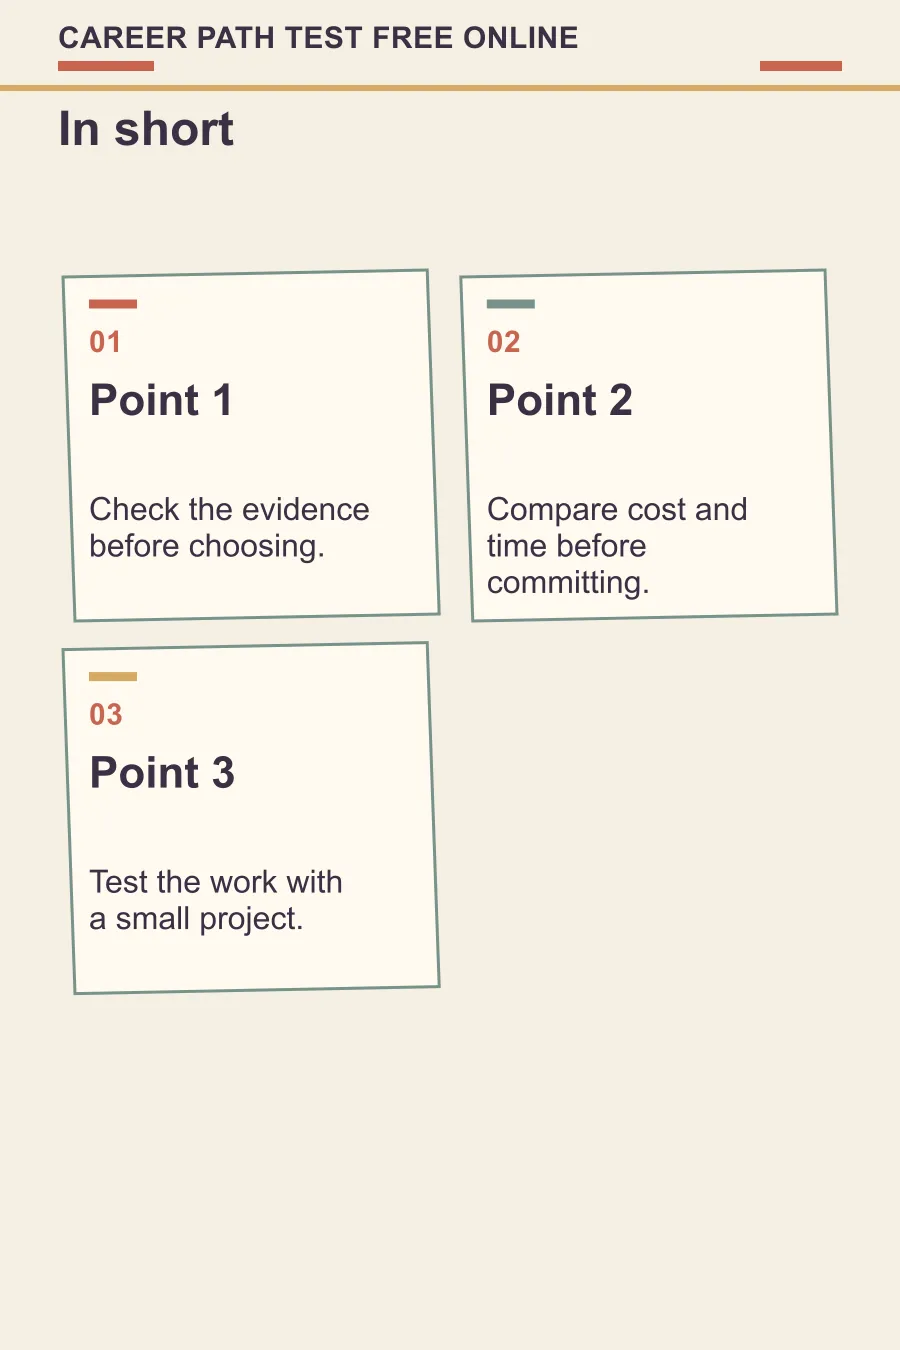 CAREER PATH TEST FREE ONLINE
In short
01
Point 1
Check the evidence
before choosing.
02
Point 2
Compare cost and
time before
committing.
03
Point 3
Test the work with
a small project.